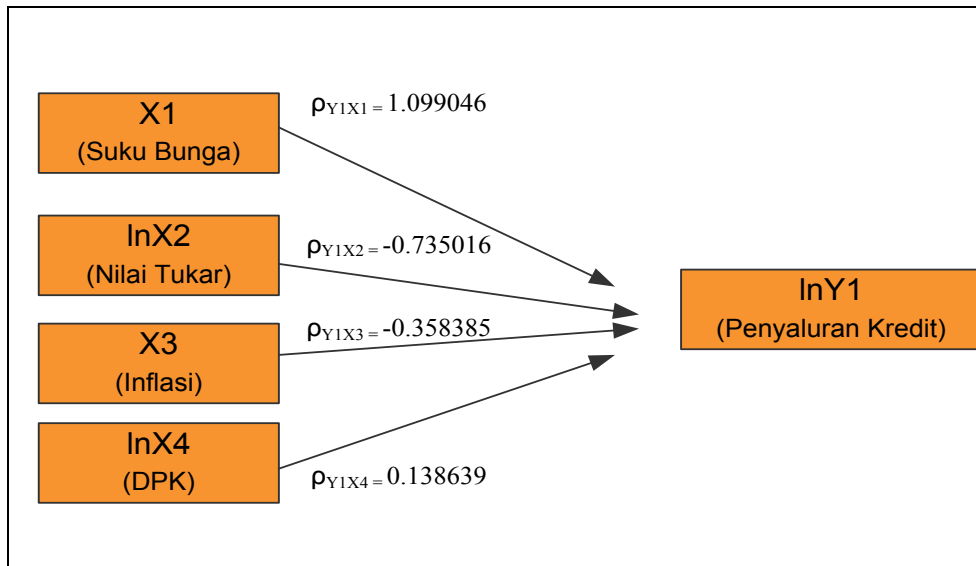 X1
(Suku Bunga)
ρY1X1 = 1.099046
lnX2
(Nilai Tukar)
ρY1X2 = -0.735016
X3
(Inflasi)
ρY1X3 = -0.358385
lnX4
(DPK)
ρY1X4 = 0.138639
lnY1
(Penyaluran Kredit)